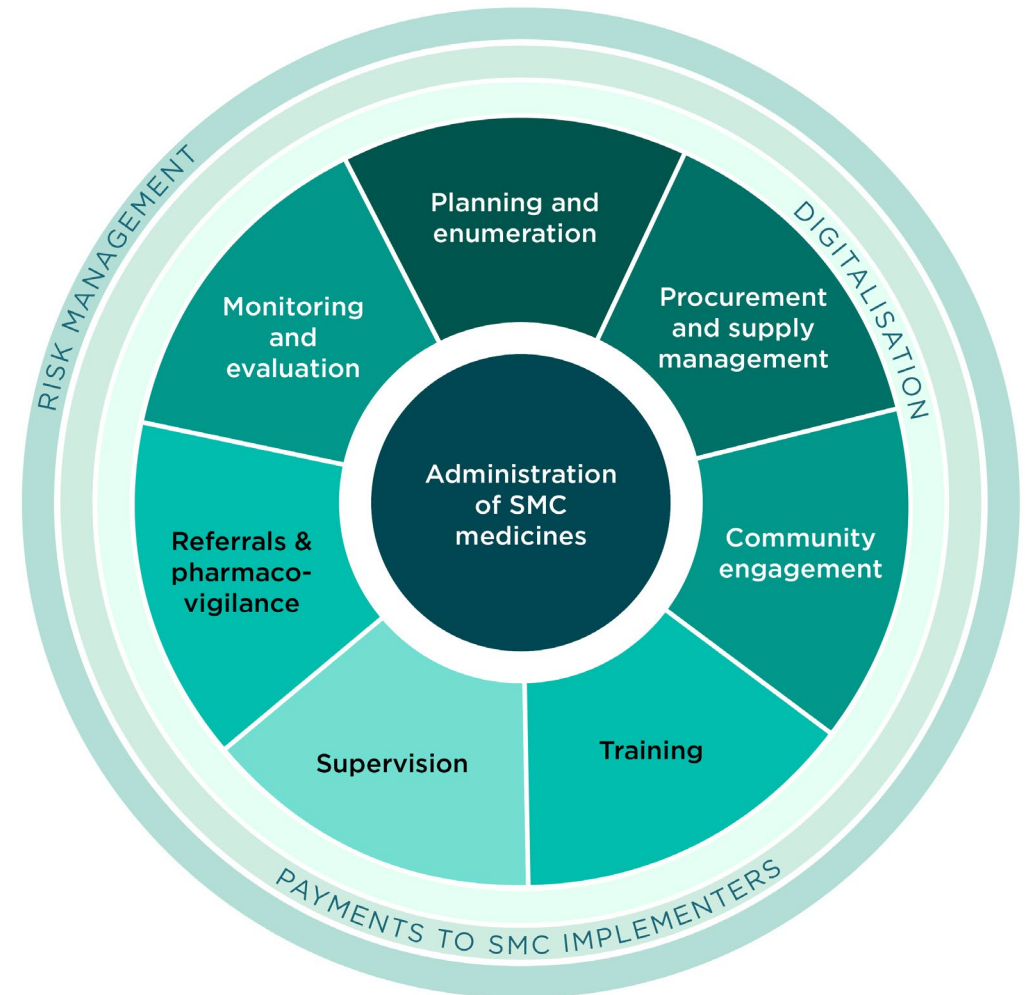 RISK MANAGEMENT
DIGITALISATION
PAYMENTS TO SMC IMPLEMENTERS
Planning and
enumeration
Procurement
and supply
management
Community
engagement
Training
Supervision
Referrals &
pharmaco-
vigilance
Monitoring
and
evaluation
Administration
of SMC
medicines